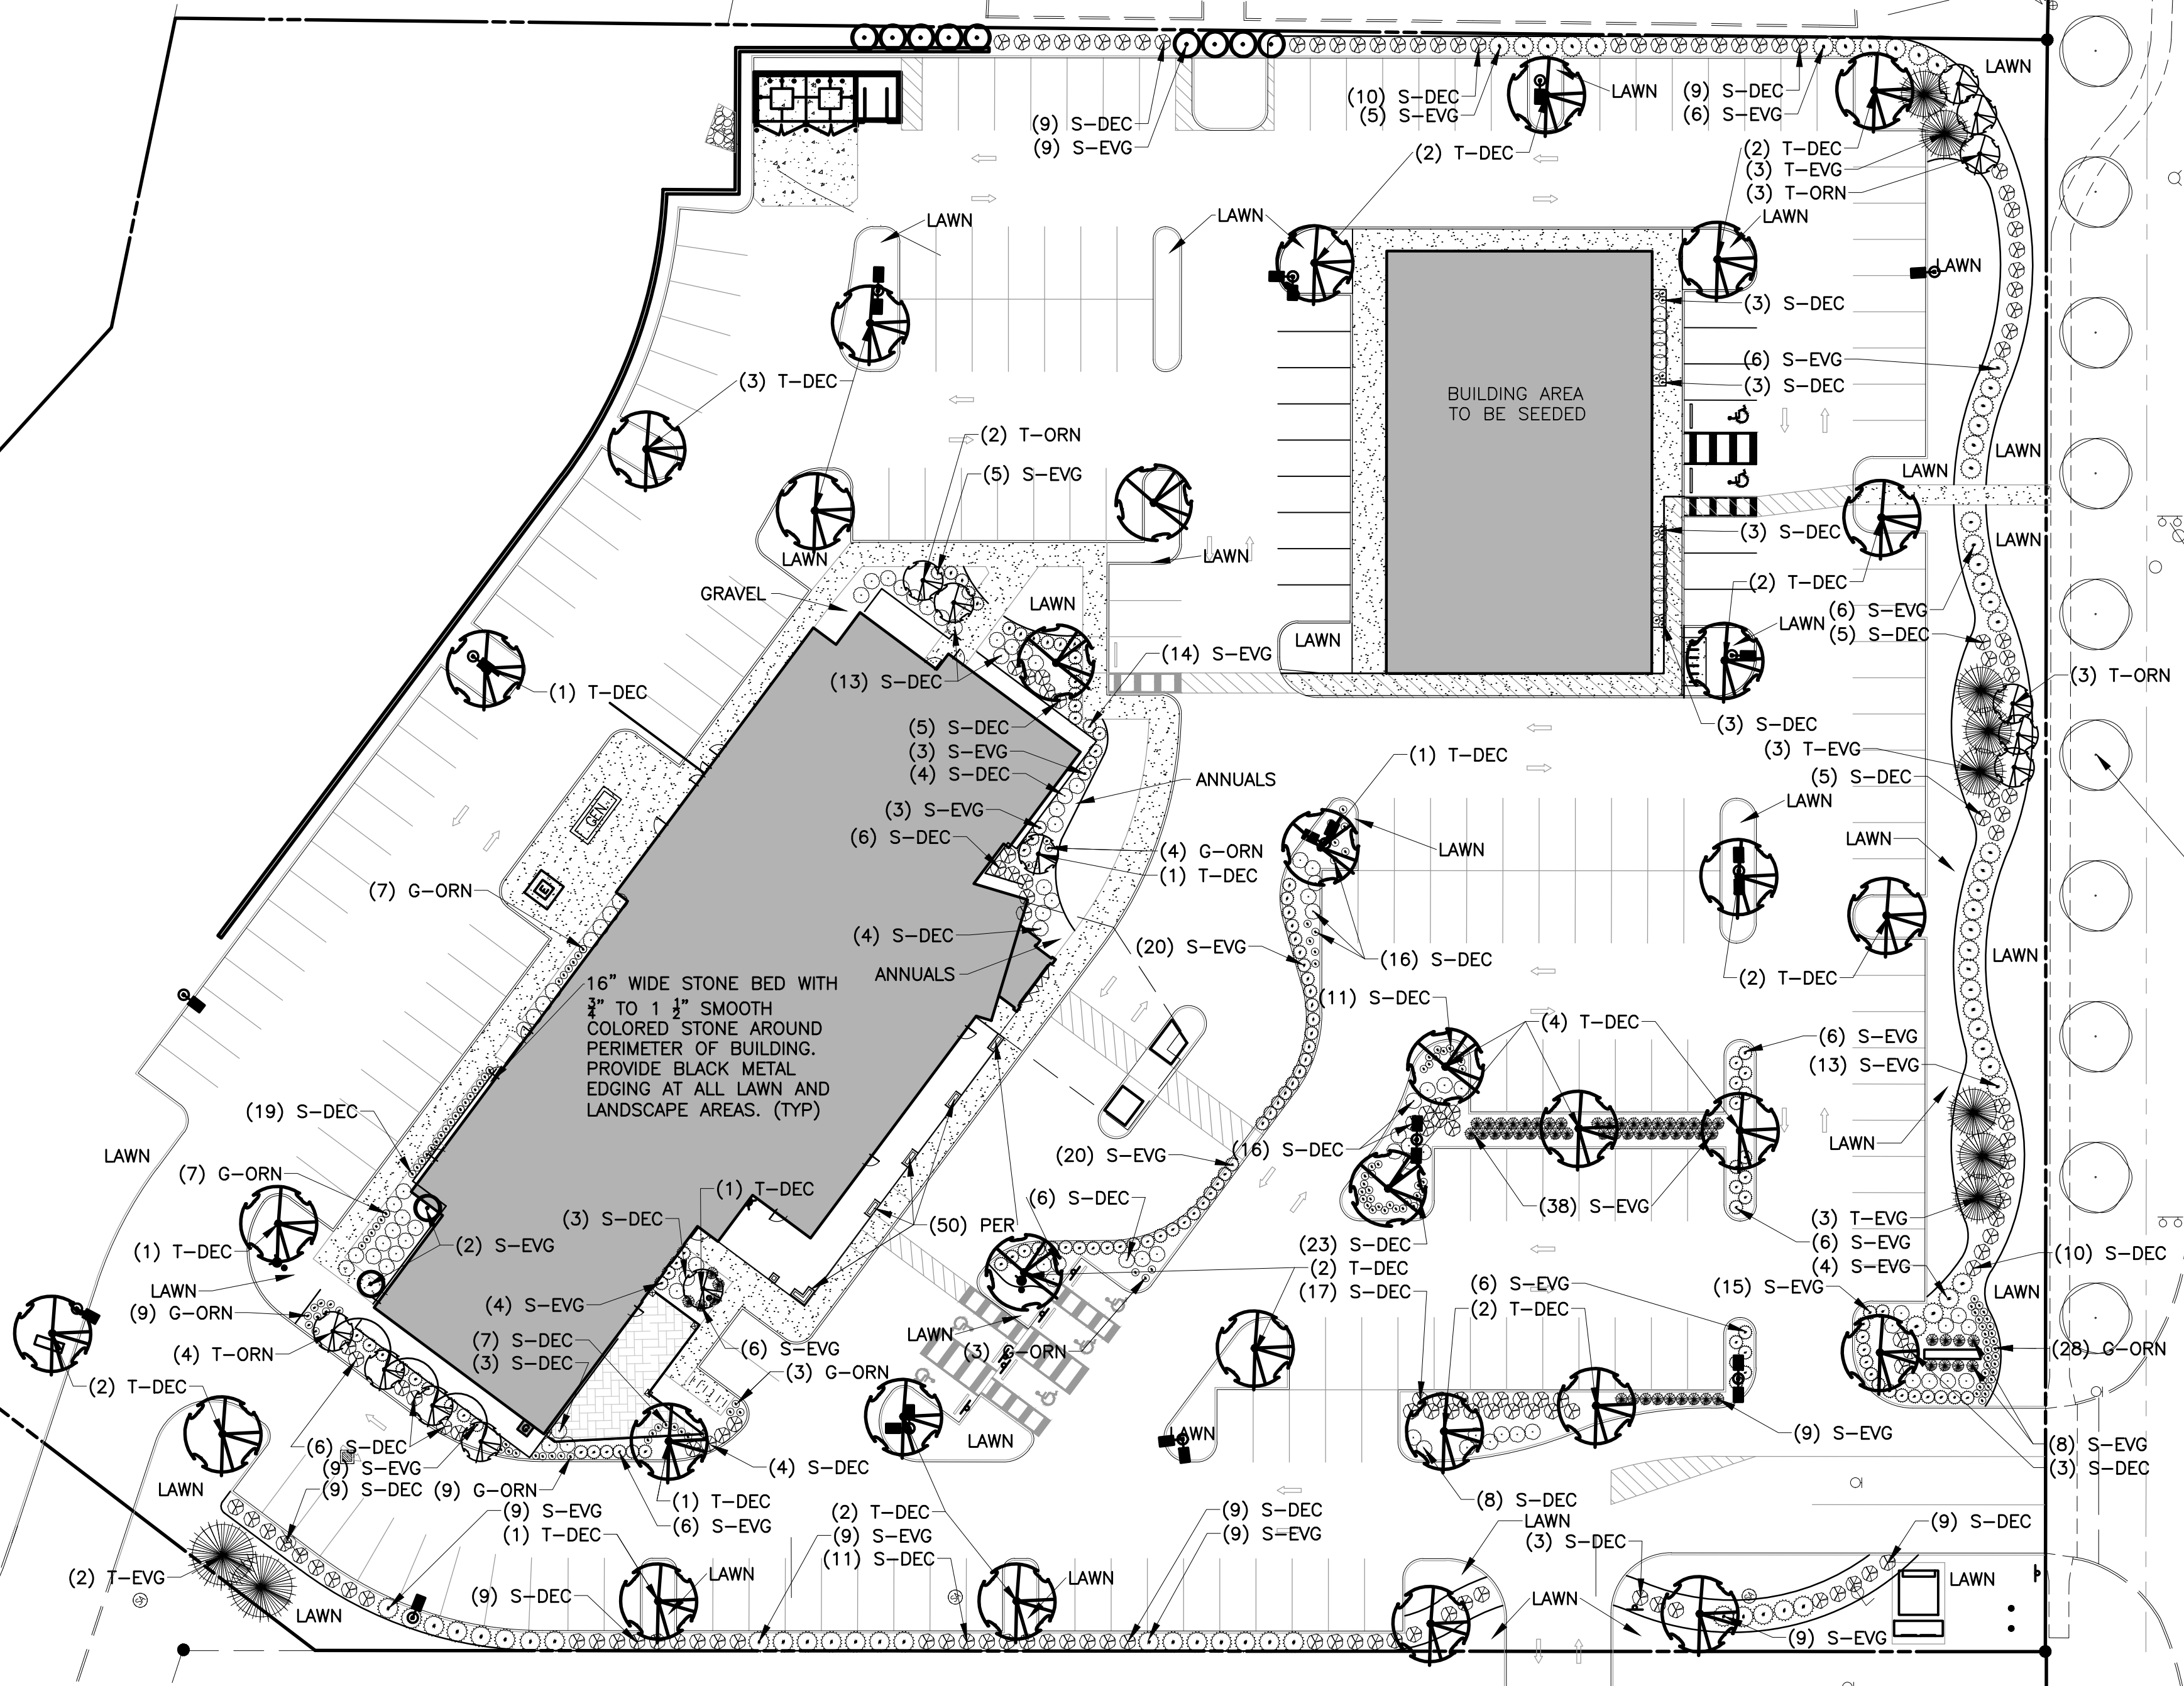 LAWN
(9) S-DEC
(9) S-EVG
(10) S-DEC
(5) S-EVG
LAWN
(9) S-DEC
(6) S-EVG
(2) T-DEC
(2) T-DEC
(3) T-EVG
(3) T-ORN
LAWN
LAWN
LAWN
LAWN
(3) S-DEC
(3) T-DEC
(6) S-EVG
(3) S-DEC
BUILDING AREA
TO BE SEEDED
(2) T-ORN
(5) S-EVG
LAWN
LAWN
LAWN
LAWN
(3) S-DEC
LAWN
GRAVEL
LAWN
(2) T-DEC
(6) S-EVG
(5) S-DEC
LAWN
LAWN
(14) S-EVG
(13) S-DEC
(1) T-DEC
(3) T-ORN
(5) S-DEC
(3) S-EVG
(4) S-DEC
(3) S-DEC
(3) T-EVG
(5) S-DEC
(1) T-DEC
ANNUALS
GEN.
(3) S-EVG
(6) S-DEC
LAWN
LAWN
LAWN
(4) G-ORN
(1) T-DEC
(7) G-ORN
E
(4) S-DEC
ANNUALS
(20) S-EVG
(16) S-DEC
LAWN
(2) T-DEC
16" WIDE STONE BED WITH
3/4" TO 1 1/2" SMOOTH
COLORED STONE AROUND
PERIMETER OF BUILDING.
PROVIDE BLACK METAL
EDGING AT ALL LAWN AND
LANDSCAPE AREAS. (TYP)
(11) S-DEC
(4) T-DEC
(6) S-EVG
(13) S-EVG
(19) S-DEC
LAWN
(7) G-ORN
(20) S-EVG
(16) S-DEC
LAWN
(1) T-DEC
(6) S-DEC
(38) S-EVG
(3) S-DEC
(50) PER
(3) T-EVG
(6) S-EVG
(4) S-EVG
(10) S-DEC
(1) T-DEC
(2) S-EVG
(23) S-DEC
(2) T-DEC
(17) S-DEC
(6) S-EVG
(15) S-EVG
LAWN
LAWN
(9) G-ORN
(4) S-EVG
(2) T-DEC
(4) T-ORN
(7) S-DEC
(3) S-DEC
(6) S-EVG
(3) G-ORN
LAWN
(3) G-ORN
(28) G-ORN
(2) T-DEC
LAWN
LAWN
(9) S-EVG
(8) S-EVG
(3) S-DEC
(6) S-DEC
(9) S-EVG
(9) S-DEC
(9) G-ORN
(4) S-DEC
LAWN
(9) S-EVG
(1) T-DEC
(1) T-DEC
(6) S-EVG
(2) T-DEC
(9) S-EVG
(11) S-DEC
(9) S-DEC
(9) S-EVG
(8) S-DEC
LAWN
(3) S-DEC
(9) S-DEC
(2) T-EVG
(9) S-DEC
LAWN
LAWN
LAWN
LAWN
LAWN
(9) S-EVG